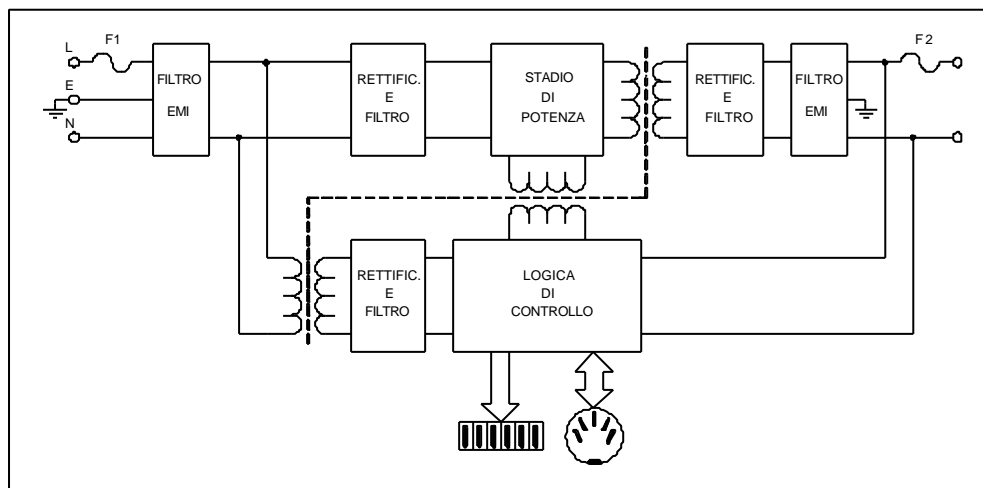 L
F1
E
N
FILTRO
EMI
RETTIFIC.
E
FILTRO
STADIO
DI
POTENZA
RETTIFIC.
E
FILTRO
FILTRO
EMI
F2
RETTIFIC.
E
FILTRO
LOGICA
DI
CONTROLLO